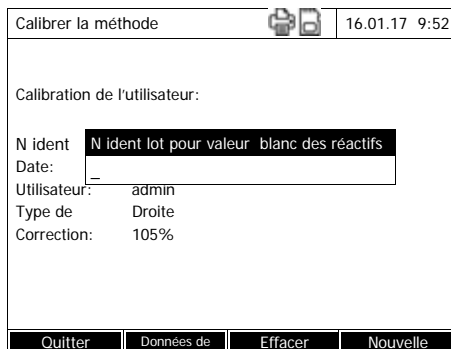 Calibrer la méthode 16.01.17 9:52
Calibration de l'utilisateur:
N ident N ident lot pour valeur blanc des réactifs
Date: _
Utilisateur: admin
Type de Droite
Correction: 105%
Quitter Données de Effacer Nouvelle